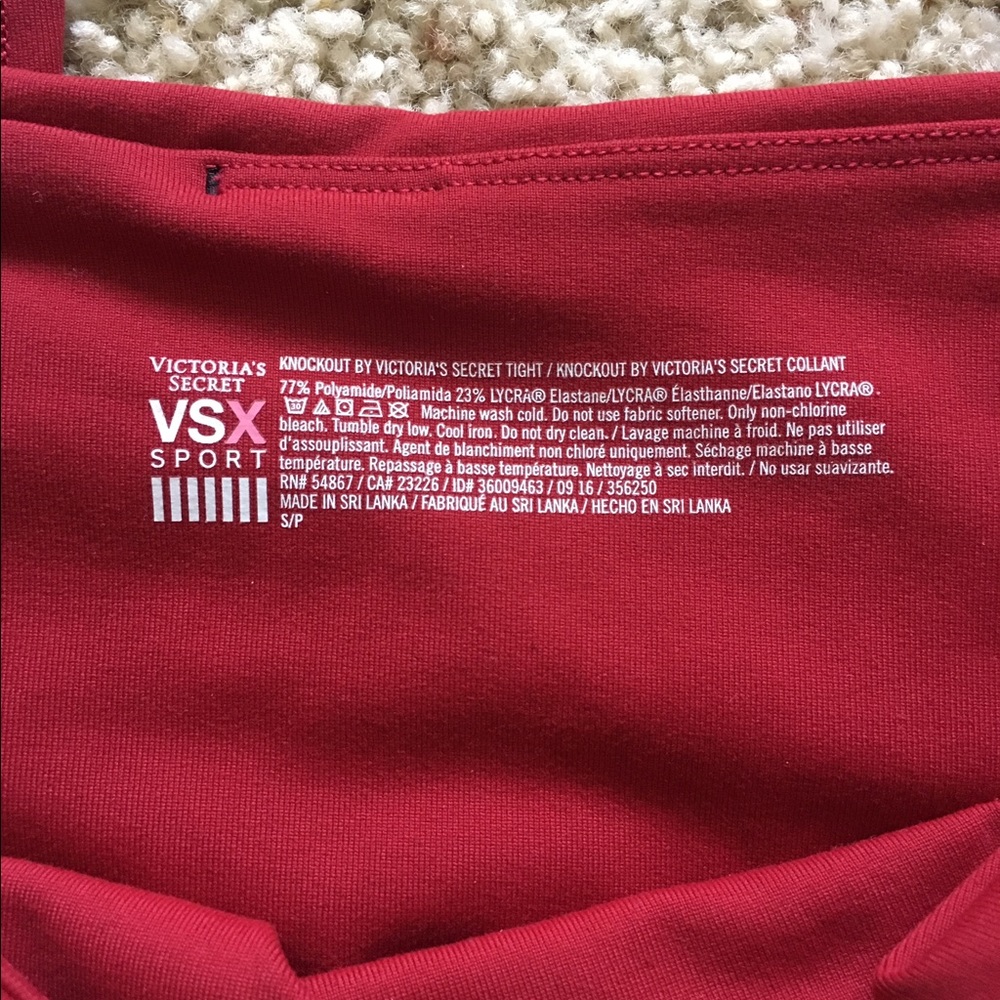 VICTORIA'S
SECRET
VSX
SPORT
KNOCKOUT BY VICTORIA'S SECRET TIGHT / KNOCKOUT BY VICTORIA'S SECRET COLLANT
77% Polyamide/Poliamida 23% LYCRA® Elastane/LYCRA® Élasthanne/Elastano LYCRA®.
30 Machine wash cold. Do not use fabric softener. Only non-chlorine
bleach. Tumble dry low. Cool iron. Do not dry clean. / Lavage machine à froid. Ne pas utiliser
d'assouplissant. Agent de blanchiment non chloré uniquement. Séchage machine à basse
température. Repassage à basse température. Nettoyage à sec interdit. / No usar suavizante.
RN# 54867 / CA# 23226 / ID# 36009463 / 09 16 / 356250
MADE IN SRI LANKA / FABRIQUÉ AU SRI LANKA / HECHO EN SRI LANKA
S/P